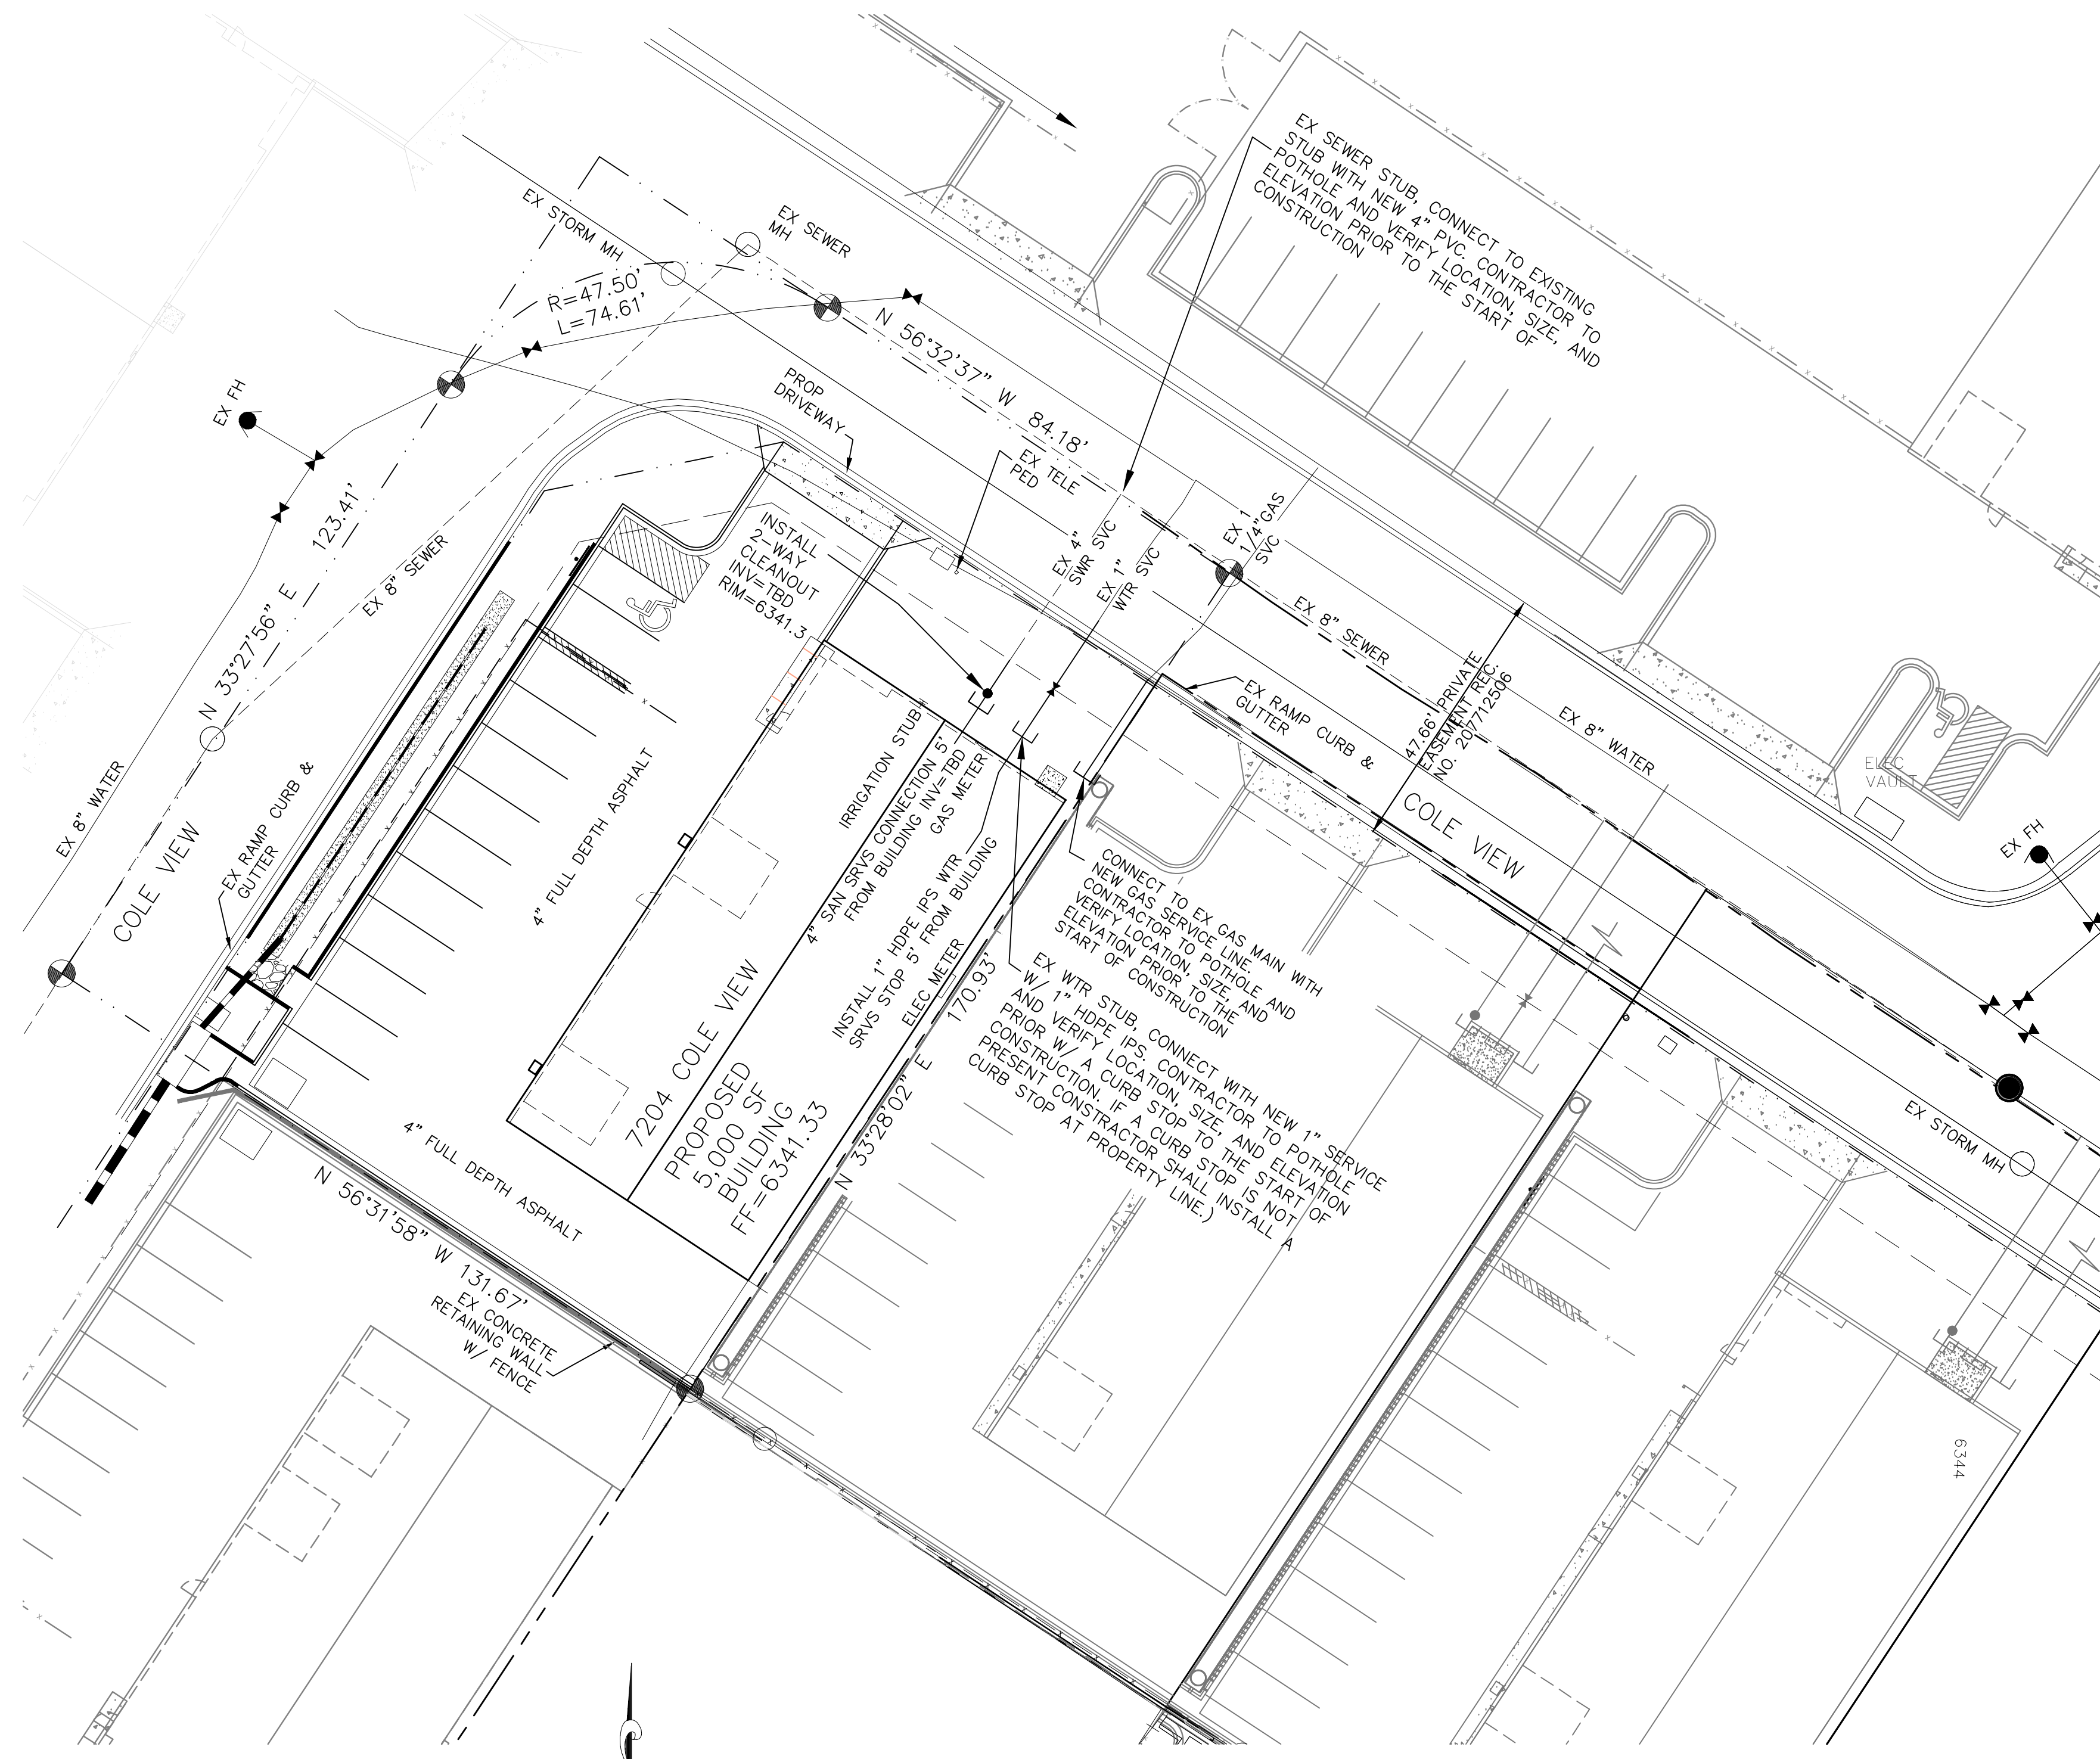 EX SEWER STUB, CONNECT TO EXISTING
STUB WITH NEW 4" PVC. CONTRACTOR TO
POTHOLE AND VERIFY LOCATION, SIZE, AND
ELEVATION PRIOR TO THE START OF
CONSTRUCTION
EX STORM MH
EX SEWER
MH
R=47.50'
L=74.61'
N 56°32'37" W 84.18'
EX FH
PROP
DRIVEWAY
EX TELE
PED
123.41'
N 33°27'56" E
EX 8" SEWER
INSTALL
2-WAY
CLEANOUT
INV=TBD
RIM=6341.3
EX 4"
SWR SVC
EX 1"
WTR SVC
EX 1
1/4"GAS
SVC
EX 8" SEWER
47.66' PRIVATE
EASEMENT REC.
NO. 207712506
EX 8" WATER
EX RAMP CURB &
GUTTER
ELEC
VAULT
EX FH
COLE VIEW
EX 8" WATER
COLE VIEW
EX RAMP CURB &
GUTTER
4" FULL DEPTH ASPHALT
IRRIGATION STUB
4" SAN SRVS CONNECTION 5'
FROM BUILDING INV=TBD
GAS METER
INSTALL 1" HDPE IPS WTR
SRVS STOP 5' FROM BUILDING
ELEC METER
170.93'
N 33°28'02" E
7204 COLE VIEW
PROPOSED
5,000 SF
BUILDING
FF=6341.33
CONNECT TO EX GAS MAIN WITH
NEW GAS SERVICE LINE.
CONTRACTOR TO POTHOLE AND
VERIFY LOCATION, SIZE, AND
ELEVATION PRIOR TO THE
START OF CONSTRUCTION
EX WTR STUB, CONNECT WITH NEW 1" SERVICE
W/ 1" HDPE IPS. CONTRACTOR TO POTHOLE
AND VERIFY LOCATION, SIZE, AND ELEVATION
PRIOR W/ A CURB STOP TO THE START OF
CONSTRUCTION. IF A CURB STOP IS NOT
PRESENT CONSTRACTOR SHALL INSTALL A
CURB STOP AT PROPERTY LINE.)
EX STORM MH
4" FULL DEPTH ASPHALT
N 56°31'58" W 131.67'
EX CONCRETE
RETAINING WALL
W/ FENCE
6344